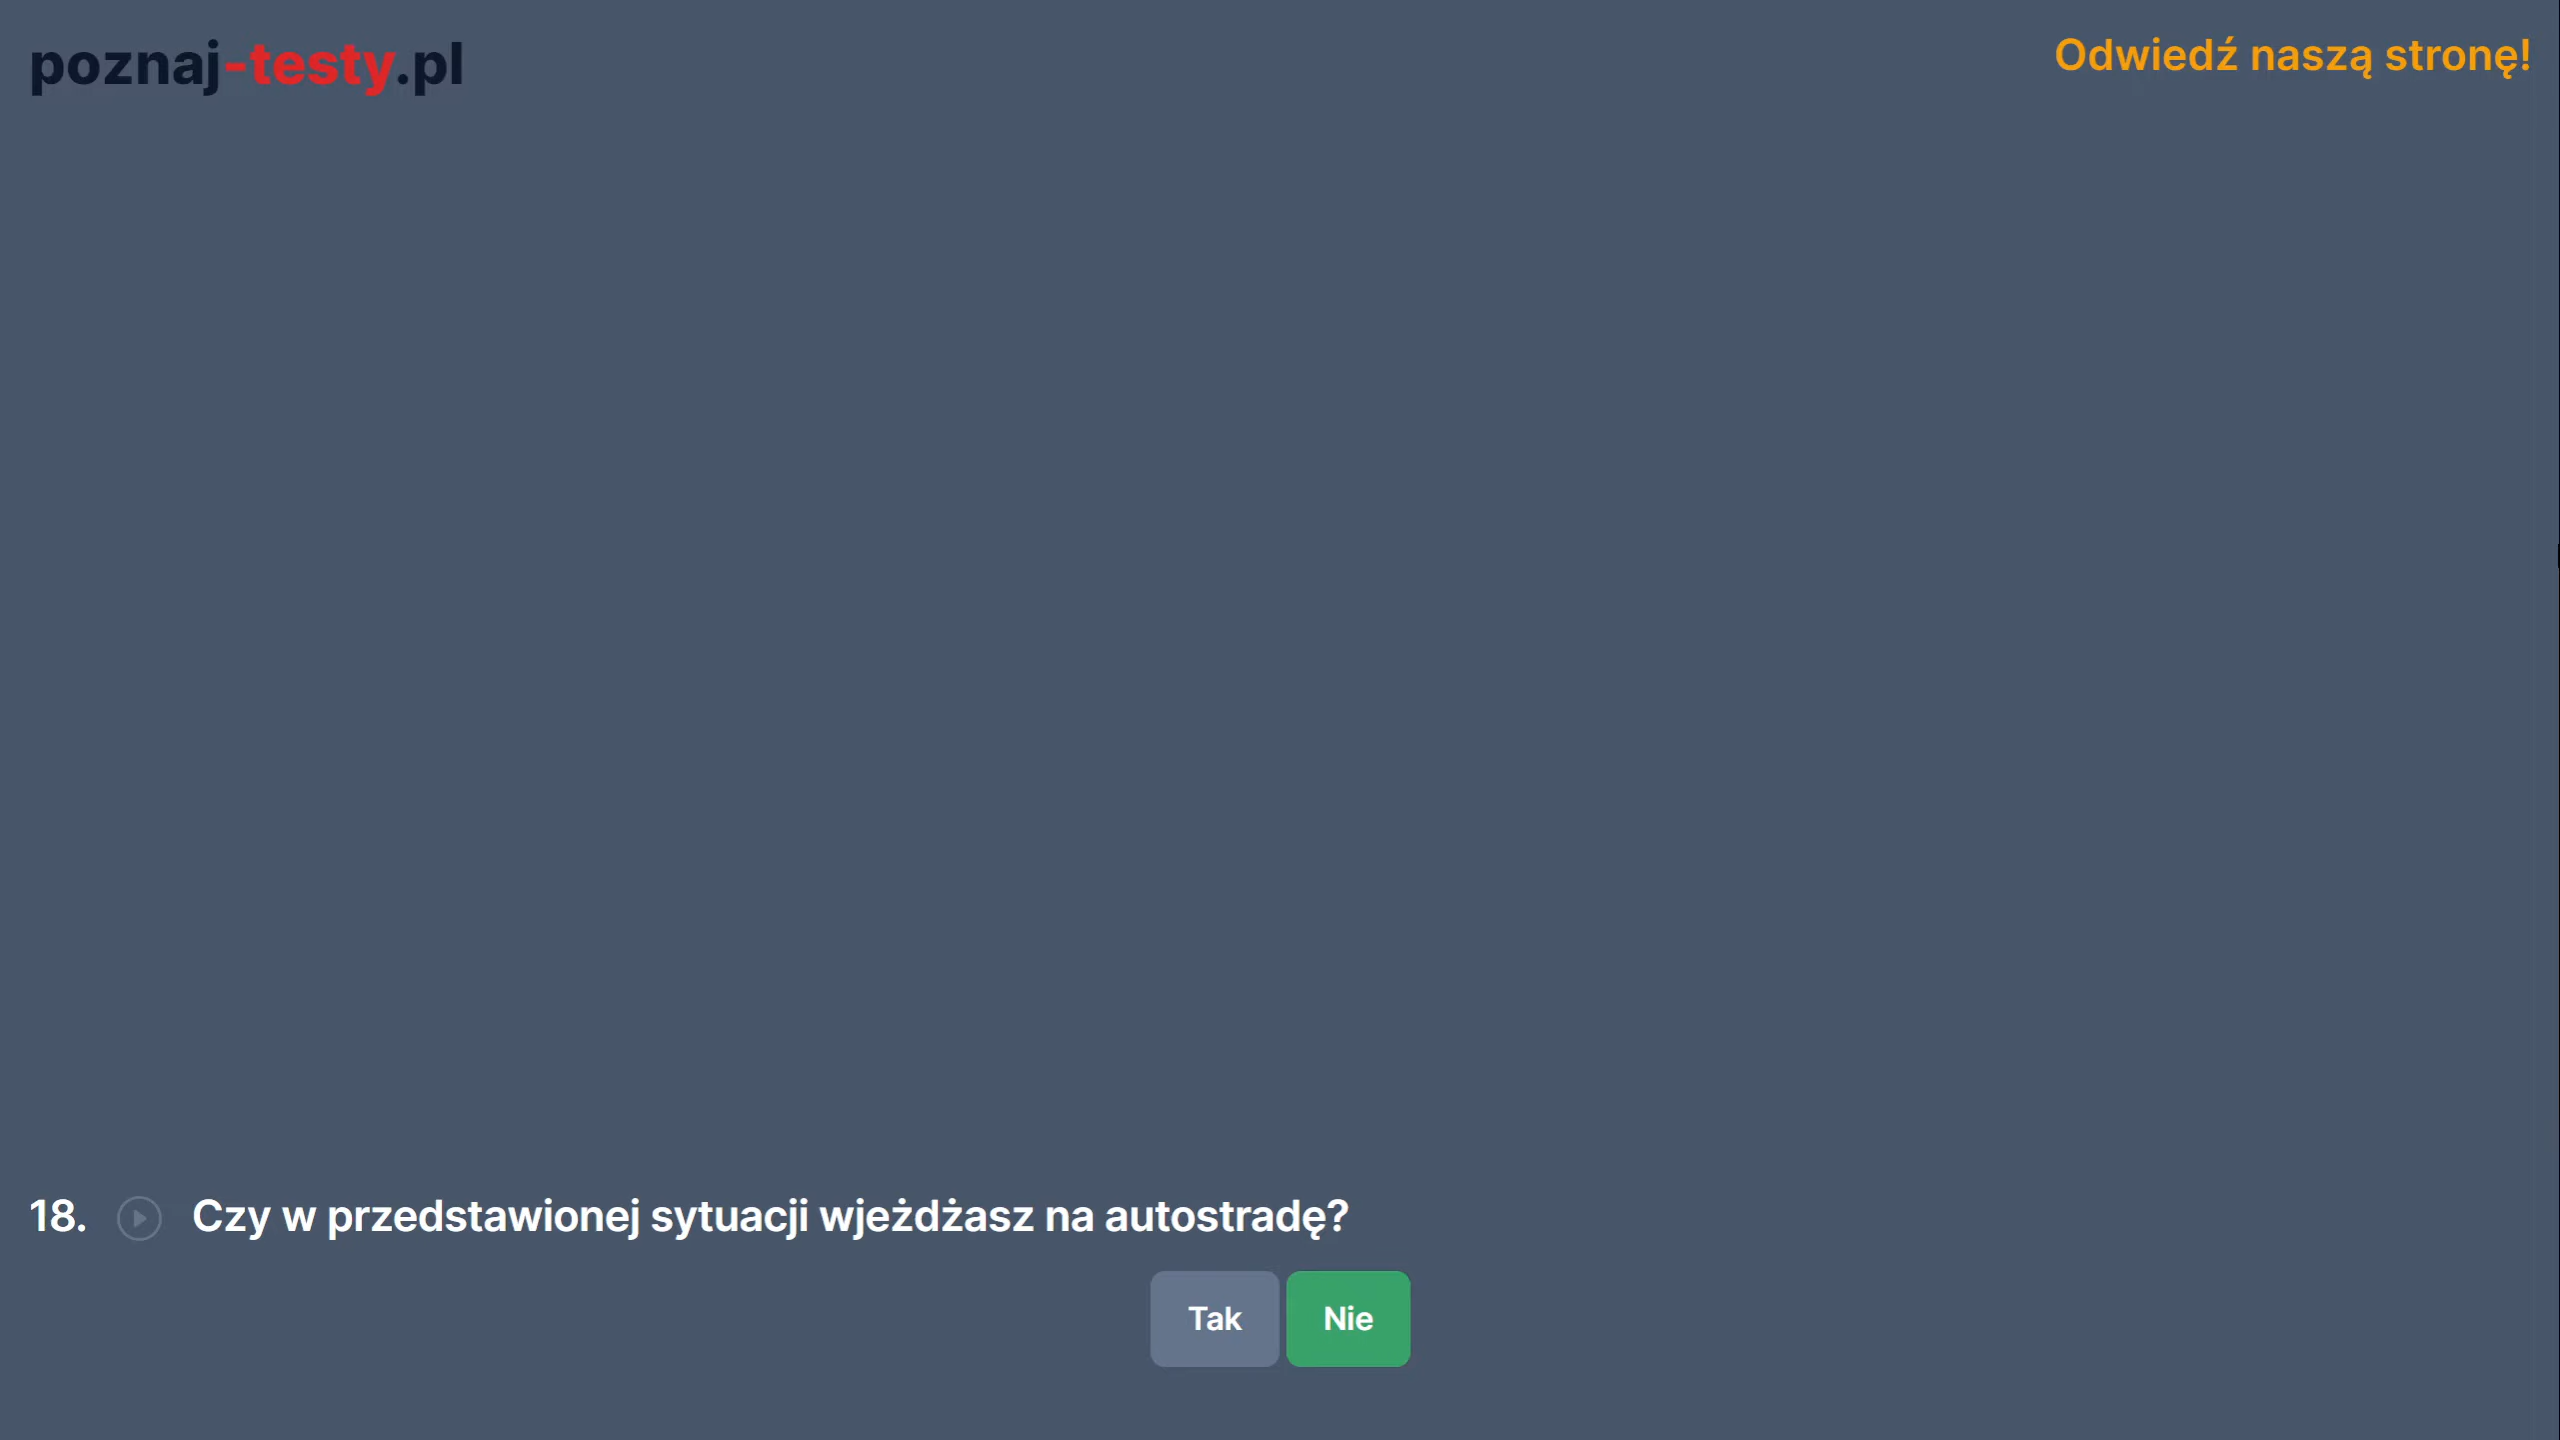 poznaj-testy.pl
Odwiedź naszą stronę!
18. Czy w przedstawionej sytuacji wjeżdżasz na autostradę?
Tak
Nie